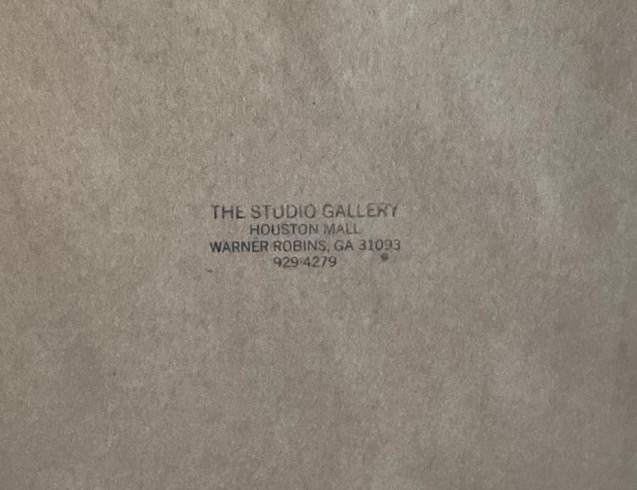 THE STUDIO GALLERY
HOUSTON MALL
WARNER ROBINS, GA 31093
929-4279